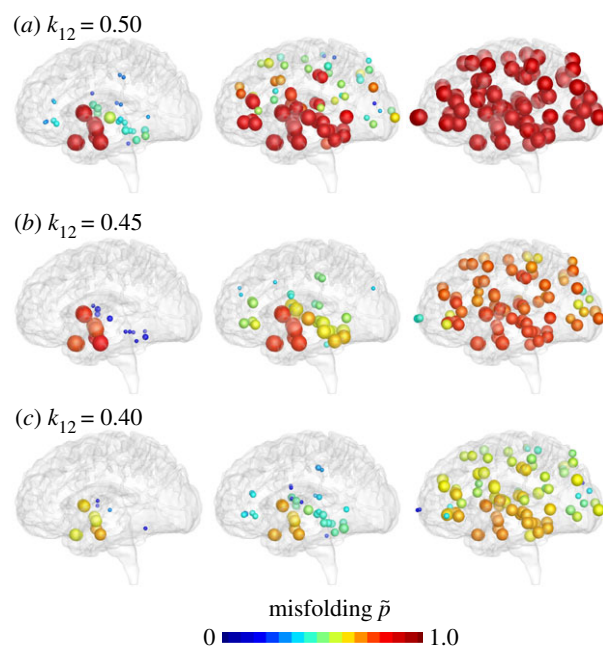 (a) k₁₂ = 0.50
(b) k₁₂ = 0.45
(c) k₁₂ = 0.40
misfolding p̃
0 1.0